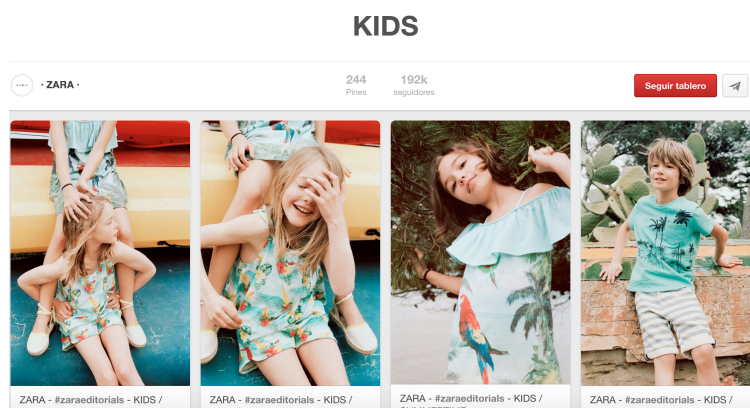 KIDS
· ZARA ·
244
Pines
192k
seguidores
Seguir tablero
ZARA - #zaraeditorials - KIDS /
ZARA - #zaraeditorials - KIDS /
ZARA - #zaraeditorials - KIDS /
ZARA - #zaraeditorials - KIDS /